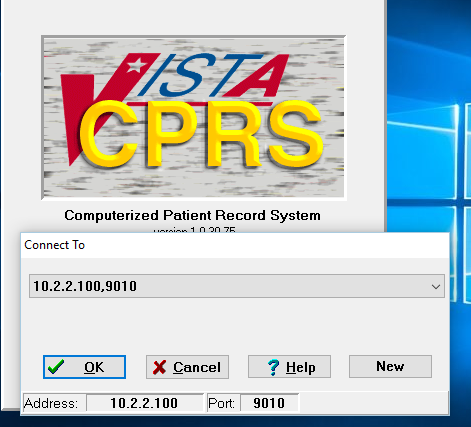 VISTA
CPRS
Computerized Patient Record System
version 1.0.30.75
Connect To
10.2.2.100,9010
OK
Cancel
? Help
New
Address: 10.2.2.100 Port: 9010